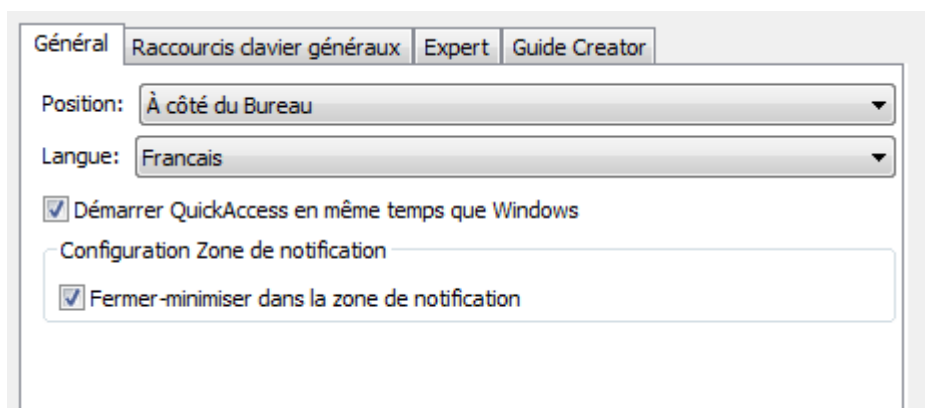 Général Raccourcis clavier généraux Expert Guide Creator
Position: À côté du Bureau
Langue: Francais
Démarrer QuickAccess en même temps que Windows
Configuration Zone de notification
Fermer-minimiser dans la zone de notification